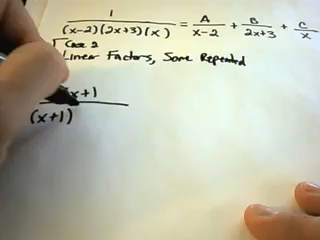 1 / (x-2)(2x+3)(x) = A / x-2 + B / 2x+3 + C / x
Case 2
Linear Factors, Some Repeated
x+1 / (x+1)